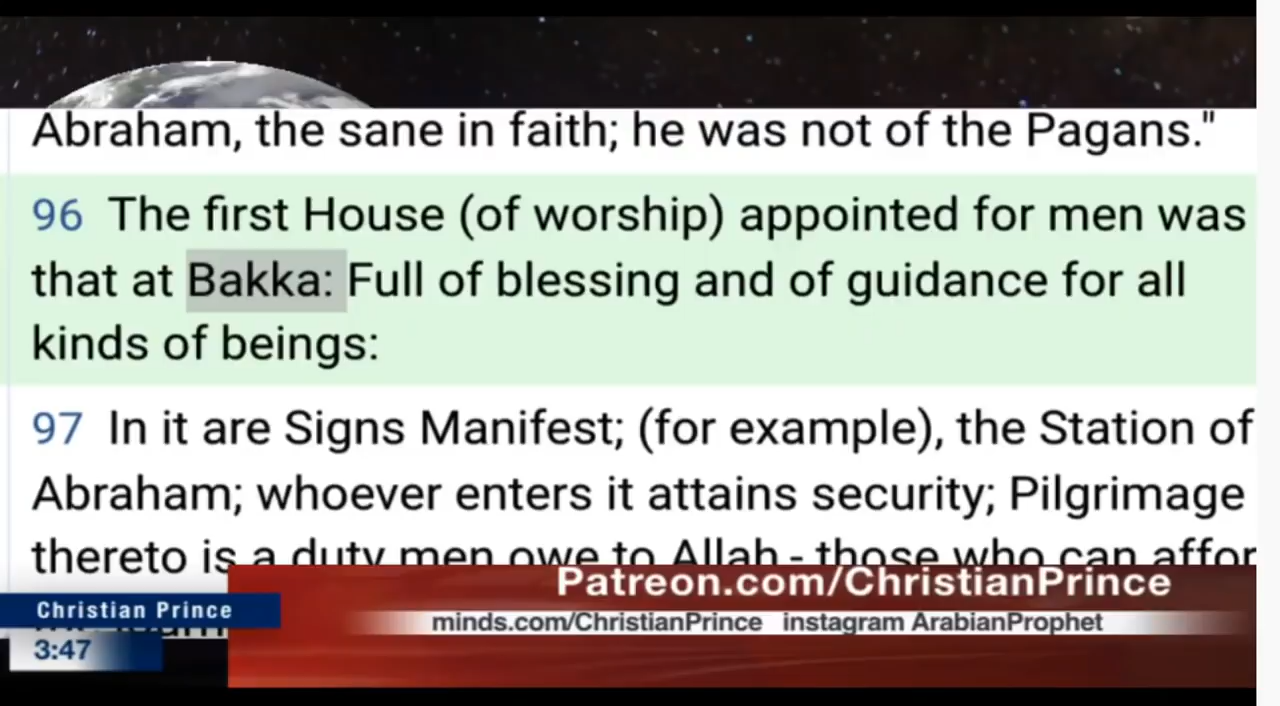 Abraham, the sane in faith; he was not of the Pagans."
96 The first House (of worship) appointed for men was
that at Bakka: Full of blessing and of guidance for all
kinds of beings:
97 In it are Signs Manifest; (for example), the Station of
Abraham; whoever enters it attains security; Pilgrimage
thereto is a duty men owe to Allah - those who can affor
Patreon.com/ChristianPrince
Christian Prince
minds.com/ChristianPrince instagram ArabianProphet
3:47